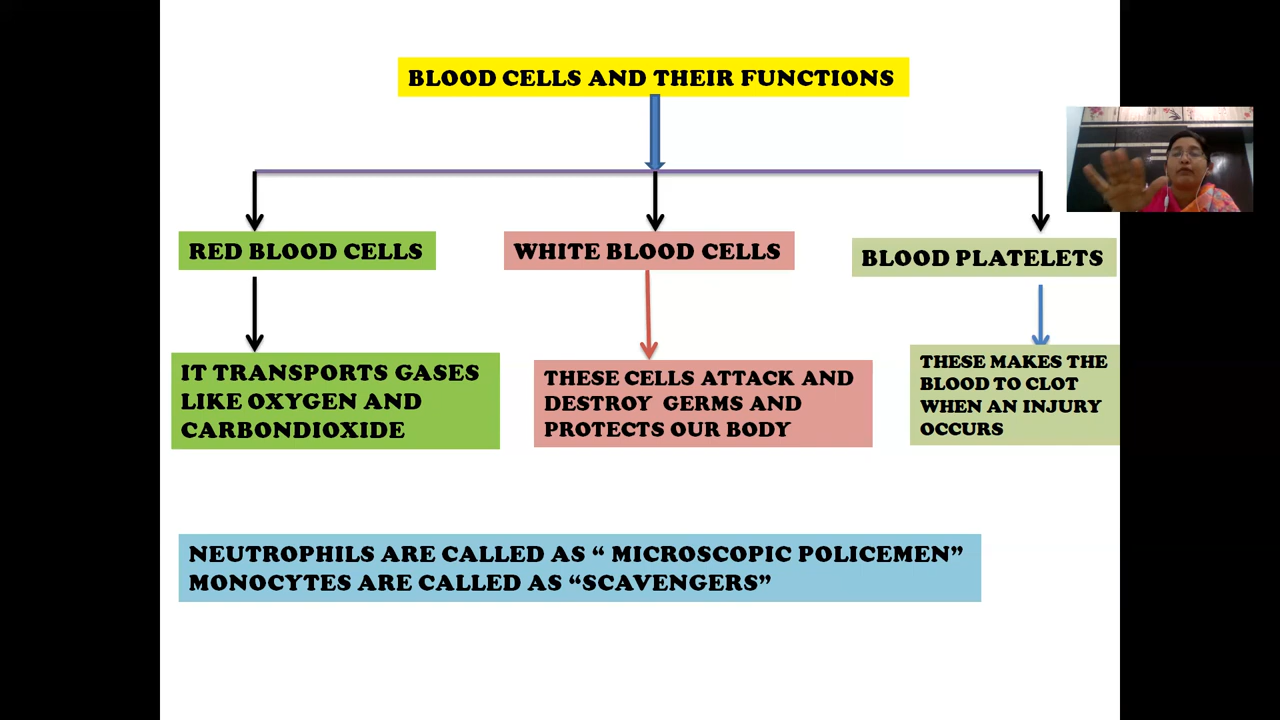 BLOOD CELLS AND THEIR FUNCTIONS
RED BLOOD CELLS
WHITE BLOOD CELLS
BLOOD PLATELETS
IT TRANSPORTS GASES
LIKE OXYGEN AND
CARBONDIOXIDE
THESE CELLS ATTACK AND
DESTROY GERMS AND
PROTECTS OUR BODY
THESE MAKES THE
BLOOD TO CLOT
WHEN AN INJURY
OCCURS
NEUTROPHILS ARE CALLED AS “ MICROSCOPIC POLICEMEN”
MONOCYTES ARE CALLED AS “SCAVENGERS”